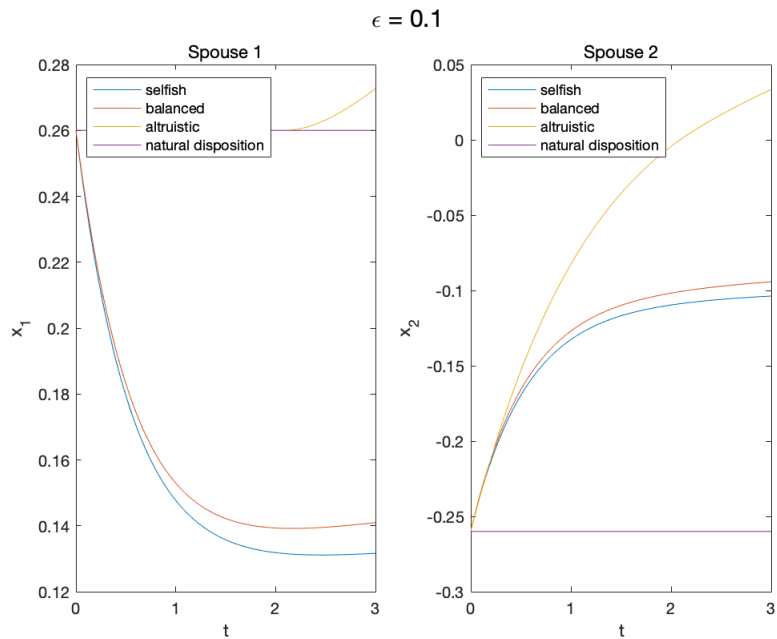 ϵ = 0.1
Spouse 1
0.28
0.26
0.24
0.22
0.2
0.18
0.16
0.14
0.12
x₁
0
1
2
3
t
selfish
balanced
altruistic
natural disposition
Spouse 2
0.05
0
-0.05
-0.1
-0.15
-0.2
-0.25
-0.3
x₂
0
1
2
3
t
selfish
balanced
altruistic
natural disposition